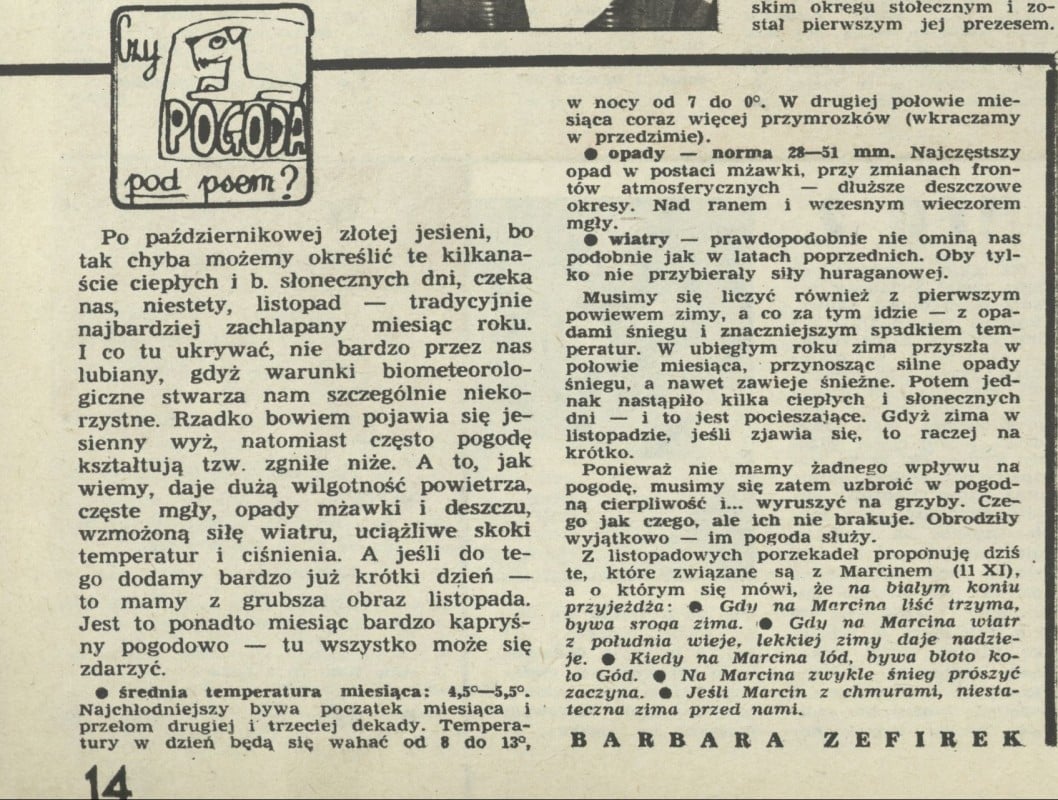 skim okręgu stołecznym i zo-
stał pierwszym jej prezesem.
Czy
POGODA
pod psem?
Po październikowej złotej jesieni, bo
tak chyba możemy określić te kilkana-
ście ciepłych i b. słonecznych dni, czeka
nas, niestety, listopad — tradycyjnie
najbardziej zachlapany miesiąc roku.
I co tu ukrywać, nie bardzo przez nas
lubiany, gdyż warunki biometeorolo-
giczne stwarza nam szczególnie nieko-
rzystne. Rzadko bowiem pojawia się je-
sienny wyż, natomiast często pogodę
kształtują tzw. zgniłe niże. A to, jak
wiemy, daje dużą wilgotność powietrza,
częste mgły, opady mżawki i deszczu,
wzmożoną siłę wiatru, uciążliwe skoki
temperatur i ciśnienia. A jeśli do te-
go dodamy bardzo już krótki dzień —
to mamy z grubsza obraz listopada.
Jest to ponadto miesiąc bardzo kapryś-
ny pogodowo — tu wszystko może się
zdarzyć.
● średnia temperatura miesiąca: 4,5°—5,5°.
Najchłodniejszy bywa początek miesiąca i
przełom drugiej i trzeciej dekady. Tempera-
tury w dzień będą się wahać od 8 do 13°,
w nocy od 7 do 0°. W drugiej połowie mie-
siąca coraz więcej przymrozków (wkraczamy
w przedzimie).
● opady — norma 28—51 mm. Najczęstszy
opad w postaci mżawki, przy zmianach fron-
tów atmosferycznych — dłuższe deszczowe
okresy. Nad ranem i wczesnym wieczorem
mgły.
● wiatry — prawdopodobnie nie ominą nas
podobnie jak w latach poprzednich. Oby tyl-
ko nie przybierały siły huraganowej.
Musimy się liczyć również z pierwszym
powiewem zimy, a co za tym idzie — z opa-
dami śniegu i znaczniejszym spadkiem tem-
peratur. W ubiegłym roku zima przyszła w
połowie miesiąca, przynosząc silne opady
śniegu, a nawet zawieje śnieżne. Potem jed-
nak nastąpiło kilka ciepłych i słonecznych
dni — i to jest pocieszające. Gdyż zima w
listopadzie, jeśli zjawia się, to raczej na
krótko.
Ponieważ nie mamy żadnego wpływu na
pogodę, musimy się zatem uzbroić w pogod-
ną cierpliwość i... wyruszyć na grzyby. Cze-
go jak czego, ale ich nie brakuje. Obrodziły
wyjątkowo — im pogoda służy.
Z listopadowych porzekadeł proponuję dziś
te, które związane są z Marcinem (11 XI),
a o którym się mówi, że na białym koniu
przyjeżdża: ● Gdy na Marcina liść trzyma,
bywa sroga zima. ● Gdy na Marcina wiatr
z południa wieje, lekkiej zimy daje nadzie-
je. ● Kiedy na Marcina lód, bywa błoto ko-
ło Gód. ● Na Marcina zwykle śnieg prószyć
zaczyna. ● Jeśli Marcin z chmurami, niesta-
teczna zima przed nami.
BARBARA ZEFIREK
14